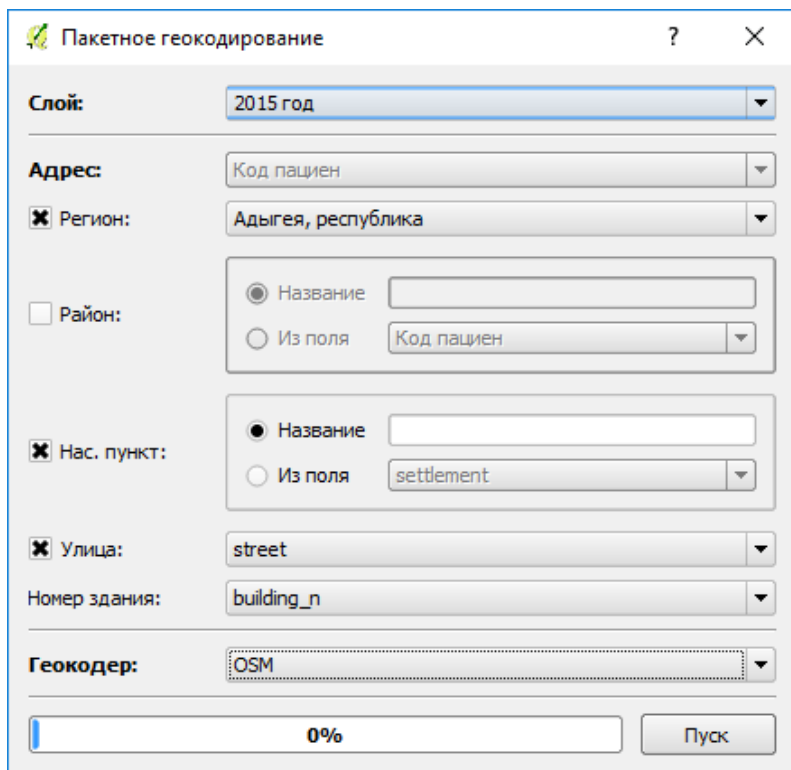 Пакетное геокодирование
Слой: 2015 год
Адрес: Код пациен
Регион: Адыгея, республика
Район:
Название
Из поля Код пациен
Нас. пункт:
Название
Из поля settlement
Улица: street
Номер здания: building_n
Геокодер: OSM
0% Пуск